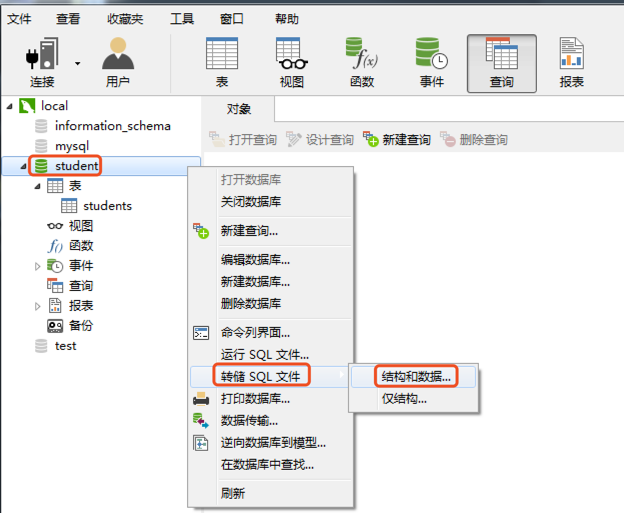 文件 查看 收藏夹 工具 窗口 帮助
连接 用户 表 视图 函数 事件 查询 报表
f(x)
local
information_schema
mysql
student
表
students
视图
f() 函数
事件
查询
报表
备份
test
对象
打开查询 设计查询 新建查询 删除查询
打开数据库
关闭数据库
新建查询...
编辑数据库...
新建数据库...
删除数据库
命令列界面...
运行 SQL 文件...
转储 SQL 文件
打印数据库...
数据传输...
逆向数据库到模型...
在数据库中查找...
刷新
结构和数据...
仅结构...